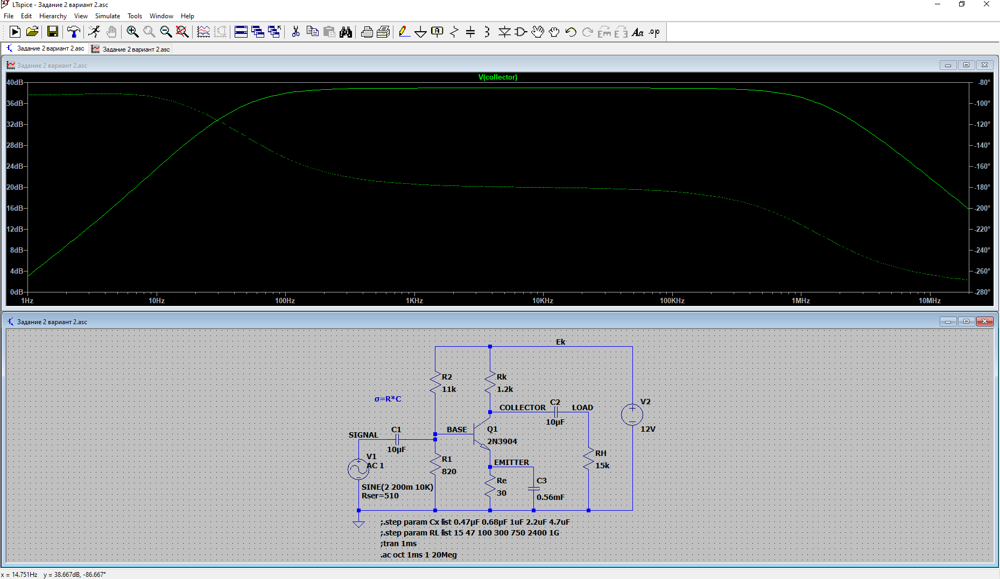 LTspice - Задание 2 вариант 2.asc
File Edit Hierarchy View Simulate Tools Window Help
Задание 2 вариант 2.asc Задание 2 вариант 2.asc
Задание 2 вариант 2.asc
V(collector)
40dB -80°
36dB -100°
32dB -120°
28dB -140°
24dB -160°
20dB -180°
16dB -200°
12dB -220°
8dB -240°
4dB -260°
0dB -280°
1Hz 10Hz 100Hz 1KHz 10KHz 100KHz 1MHz 10MHz
Задание 2 вариант 2.asc
Ek
R2 Rk
11k 1.2k
σ=R*C
COLLECTOR C2 LOAD V2
10µF
SIGNAL C1 BASE Q1 12V
2N3904
10µF
V1 R1 RH
AC 1 EMITTER 15k
820
Re C3
SINE(2 200m 10K) 30
Rser=510 0.56mF
;.step param Cx list 0.47µF 0.68µF 1uF 2.2uF 4.7uF
;.step param RL list 15 47 100 300 750 2400 1G
;tran 1ms
.ac oct 1ms 1 20Meg
x = 14.751Hz y = 38.667dB, -86.667°